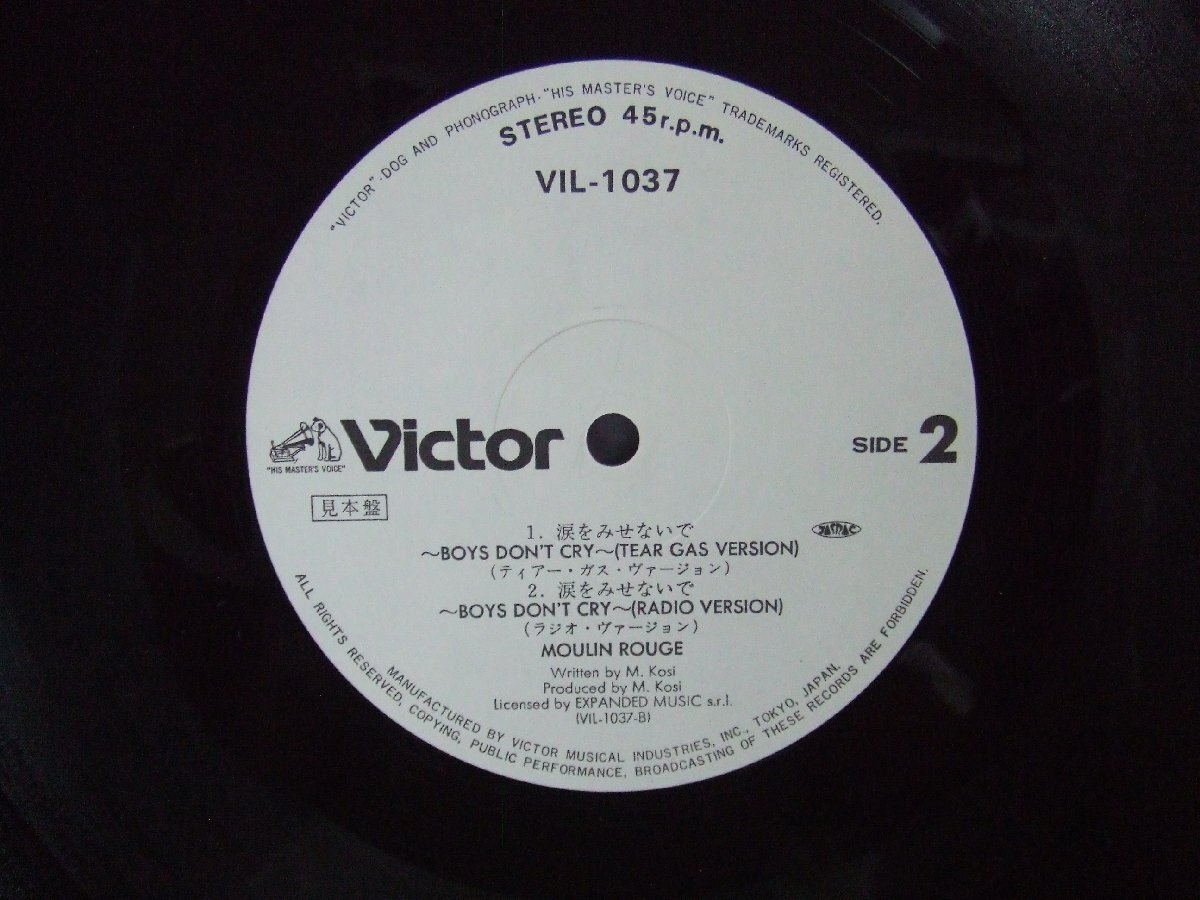 "VICTOR"-DOG AND PHONOGRAPH-"HIS MASTER'S VOICE" TRADEMARKS REGISTERED.
STEREO 45r.p.m.
VIL-1037
Victor
"HIS MASTER'S VOICE"
SIDE 2
見本盤
1. 涙をみせないで
～BOYS DON'T CRY～(TEAR GAS VERSION)
(ティアー・ガス・ヴァージョン)
JASRAC
2. 涙をみせないで
～BOYS DON'T CRY～(RADIO VERSION)
(ラジオ・ヴァージョン)
MOULIN ROUGE
Written by M. Kosi
Produced by M. Kosi
Licensed by EXPANDED MUSIC s.r.l.
(VIL-1037-B)
MANUFACTURED BY VICTOR MUSICAL INDUSTRIES, INC., TOKYO, JAPAN.
ALL RIGHTS RESERVED, COPYING, PUBLIC PERFORMANCE, BROADCASTING OF THESE RECORDS ARE FORBIDDEN.